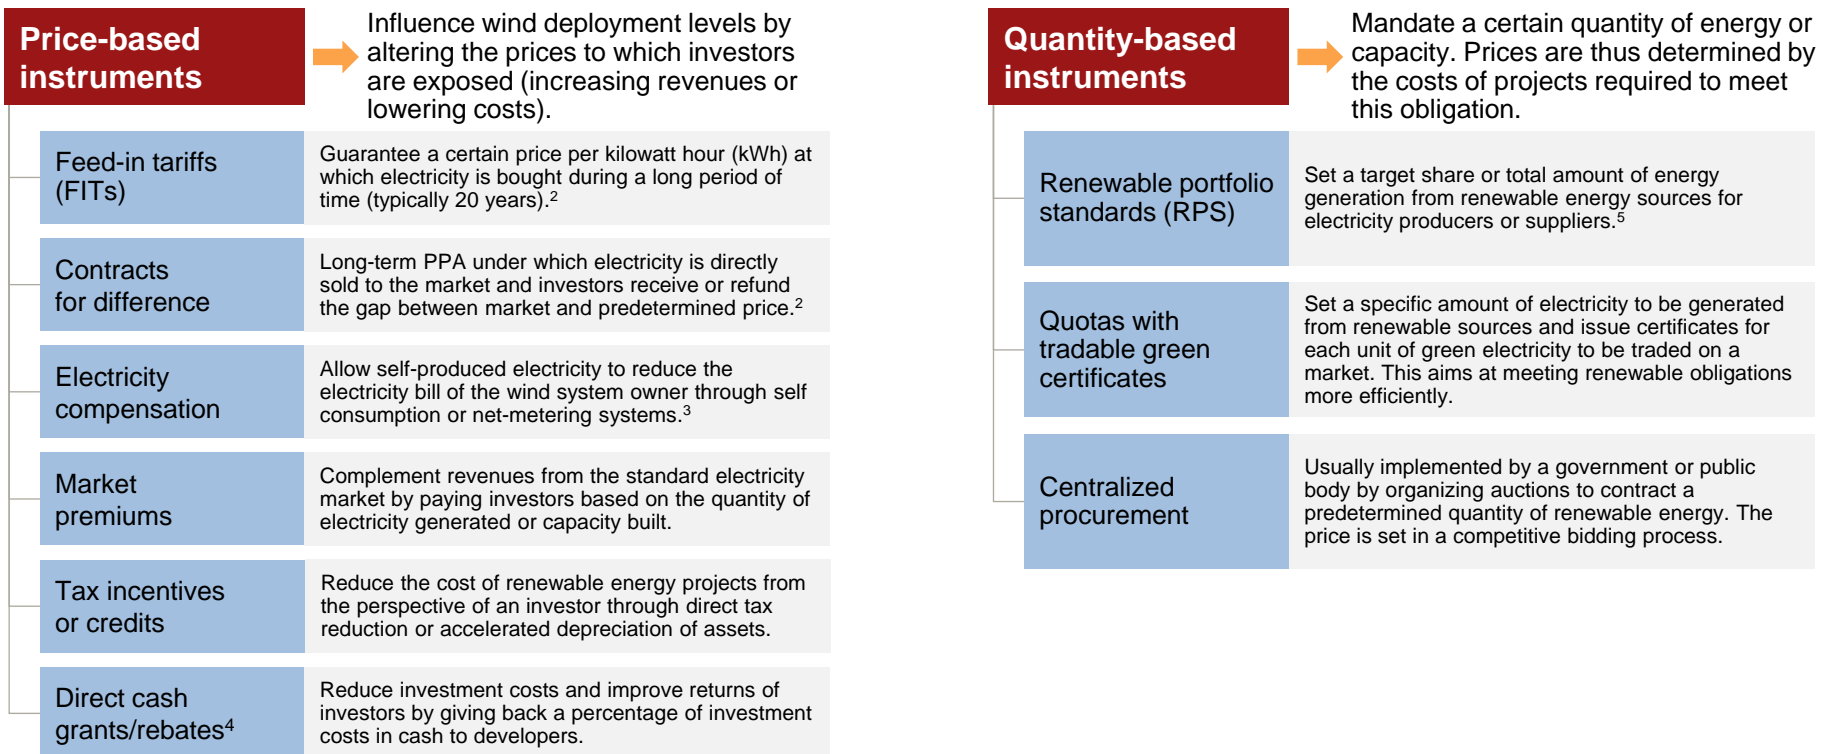 Price-based
instruments
Influence wind deployment levels by
altering the prices to which investors
are exposed (increasing revenues or
lowering costs).
Feed-in tariffs
(FITs)
Guarantee a certain price per kilowatt hour (kWh) at
which electricity is bought during a long period of
time (typically 20 years).²
Contracts
for difference
Long-term PPA under which electricity is directly
sold to the market and investors receive or refund
the gap between market and predetermined price.²
Electricity
compensation
Allow self-produced electricity to reduce the
electricity bill of the wind system owner through self
consumption or net-metering systems.³
Market
premiums
Complement revenues from the standard electricity
market by paying investors based on the quantity of
electricity generated or capacity built.
Tax incentives
or credits
Reduce the cost of renewable energy projects from
the perspective of an investor through direct tax
reduction or accelerated depreciation of assets.
Direct cash
grants/rebates⁴
Reduce investment costs and improve returns of
investors by giving back a percentage of investment
costs in cash to developers.
Quantity-based
instruments
Mandate a certain quantity of energy or
capacity. Prices are thus determined by
the costs of projects required to meet
this obligation.
Renewable portfolio
standards (RPS)
Set a target share or total amount of energy
generation from renewable energy sources for
electricity producers or suppliers.⁵
Quotas with
tradable green
certificates
Set a specific amount of electricity to be generated
from renewable sources and issue certificates for
each unit of green electricity to be traded on a
market. This aims at meeting renewable obligations
more efficiently.
Centralized
procurement
Usually implemented by a government or public
body by organizing auctions to contract a
predetermined quantity of renewable energy. The
price is set in a competitive bidding process.